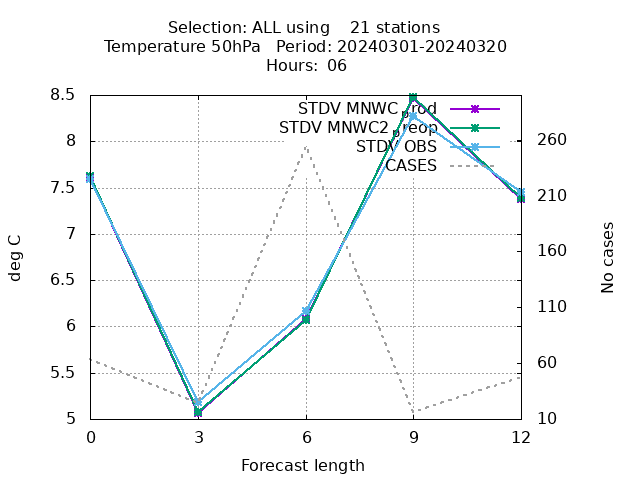 Selection: ALL using 21 stations
Temperature 50hPa Period: 20240301-20240320
Hours: 06
STDV MNWC_prod
STDV MNWC2_preop
STDV OBS
CASES
8.5
8
7.5
7
6.5
6
5.5
5
260
210
160
110
60
10
deg C
No cases
0 3 6 9 12
Forecast length